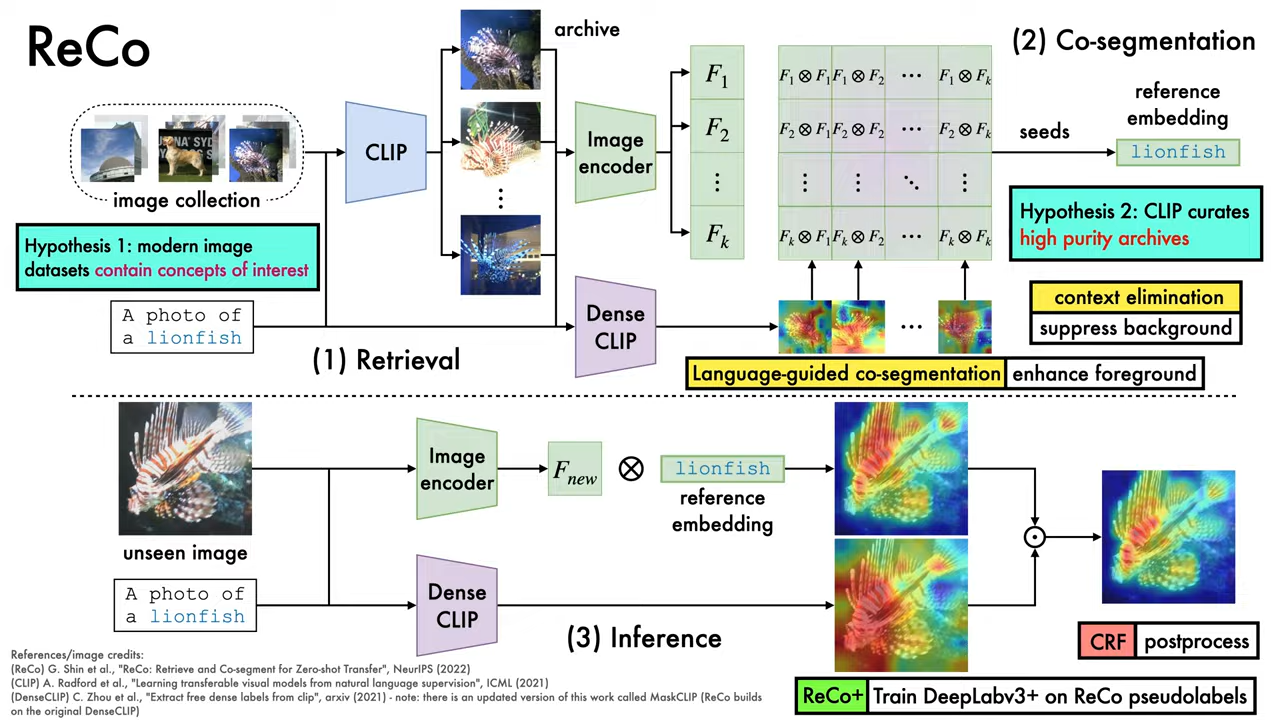 ReCo
archive
(2) Co-segmentation
image collection
CLIP
Image
encoder
F1
F2
⋮
Fk
F1 ⊗ F1 F1 ⊗ F2 ⋯ F1 ⊗ Fk
F2 ⊗ F1 F2 ⊗ F2 ⋯ F2 ⊗ Fk
⋮ ⋮ ⋱ ⋮
Fk ⊗ F1 Fk ⊗ F2 ⋯ Fk ⊗ Fk
seeds
reference
embedding
lionfish
Hypothesis 1: modern image
datasets contain concepts of interest
Hypothesis 2: CLIP curates
high purity archives
A photo of
a lionfish
(1) Retrieval
Dense
CLIP
⋯
context elimination
suppress background
Language-guided co-segmentation enhance foreground
unseen image
A photo of
a lionfish
Image
encoder
Fnew ⊗ lionfish
reference
embedding
Dense
CLIP
(3) Inference
CRF postprocess
ReCo+ Train DeepLabv3+ on ReCo pseudolabels
References/image credits:
(ReCo) G. Shin et al., "ReCo: Retrieve and Co-segment for Zero-shot Transfer", NeurIPS (2022)
(CLIP) A. Radford et al., "Learning transferable visual models from natural language supervision", ICML (2021)
(DenseCLIP) C. Zhou et al., "Extract free dense labels from clip", arxiv (2021) - note: there is an updated version of this work called MaskCLIP (ReCo builds
on the original DenseCLIP)